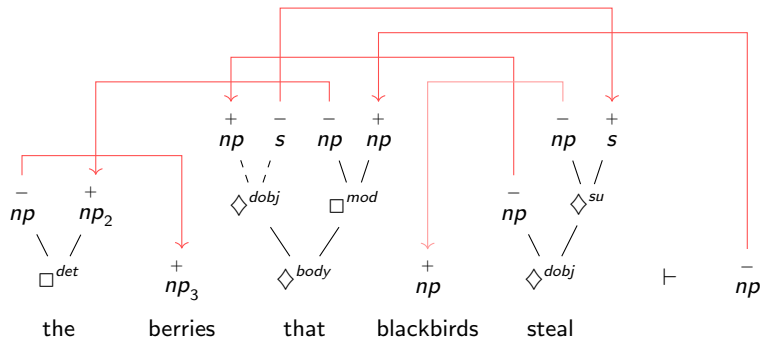 + − − + − +
np s np np np s
− + ◇dobj □mod − ◇su
np np₂ np
+ + −
□det np₃ ◇body np ◇dobj ⊢ np
the berries that blackbirds steal